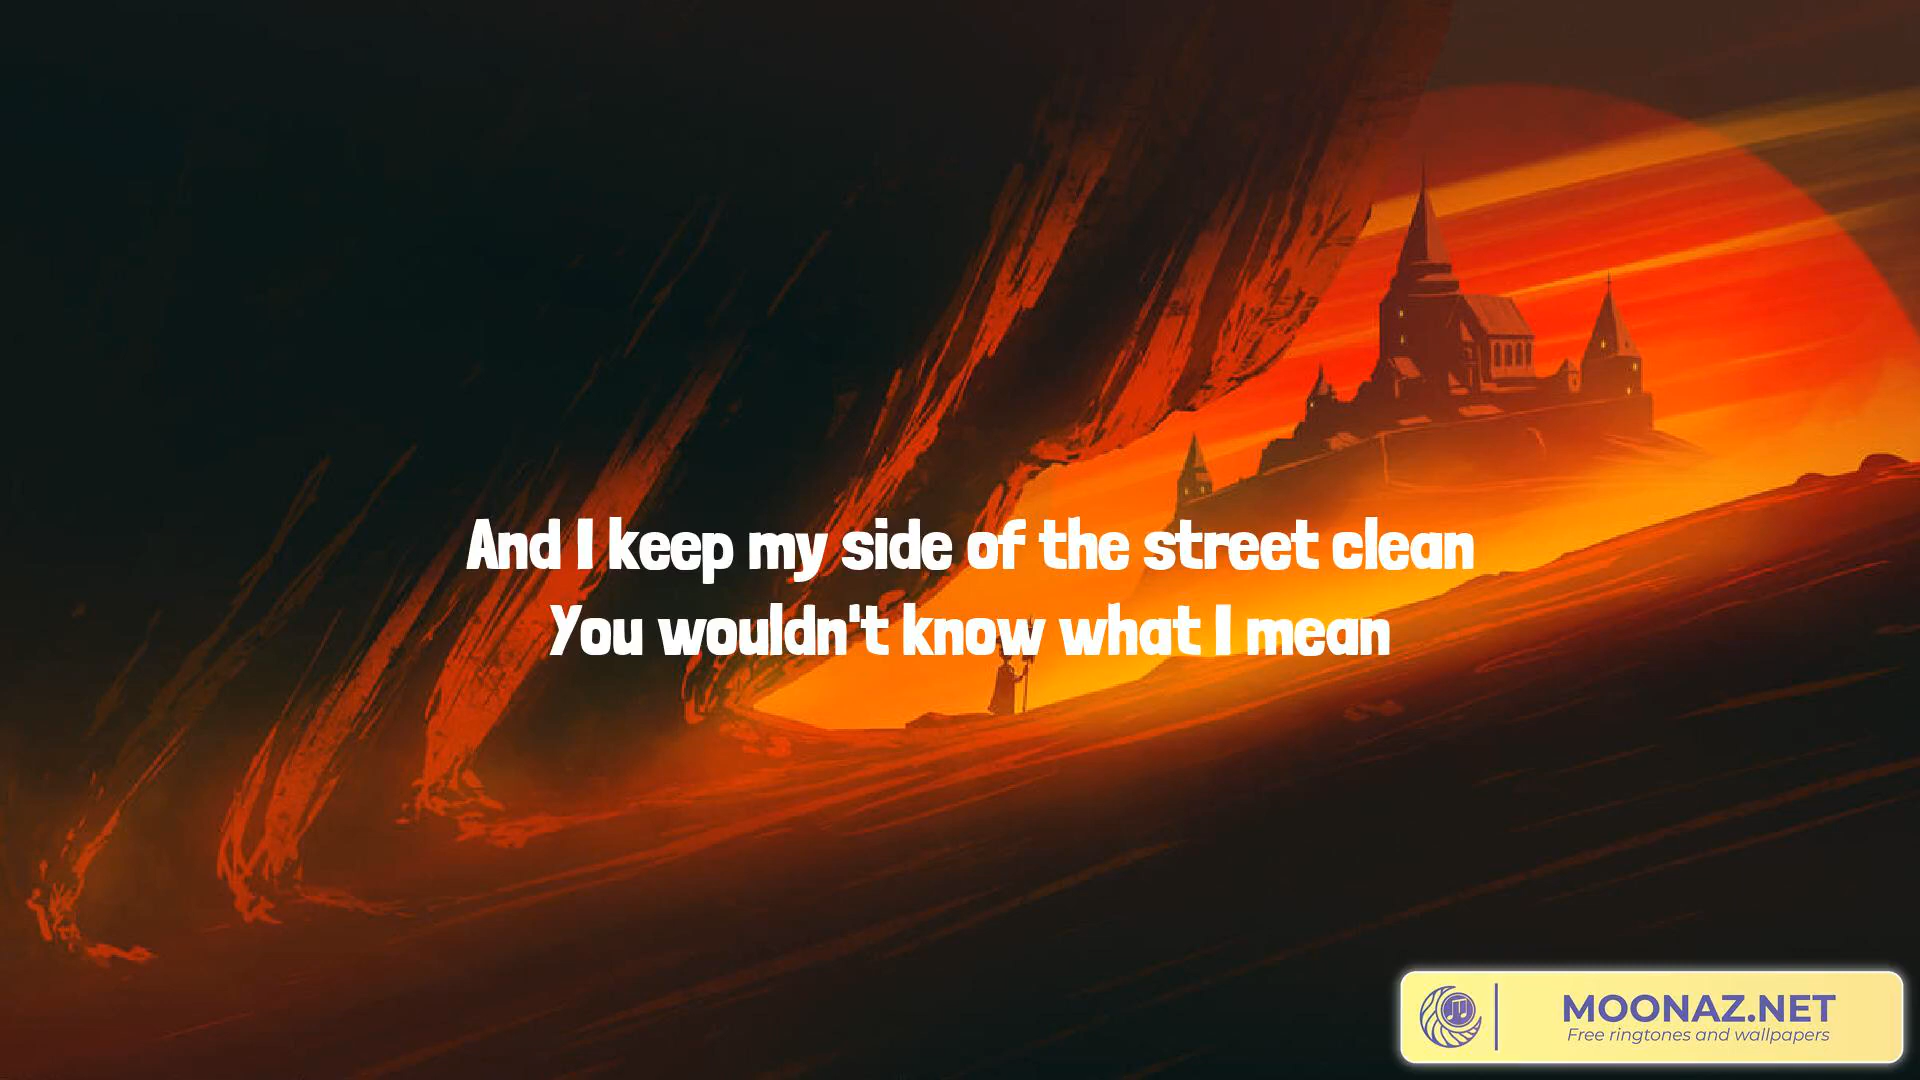 And I keep my side of the street clean
You wouldn't know what I mean
MOONAZ.NET
Free ringtones and wallpapers